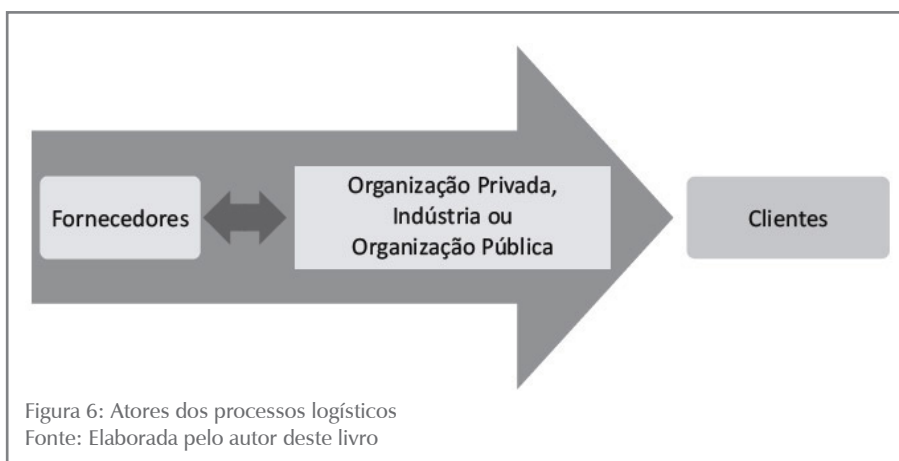 Fornecedores
Organização Privada,
Indústria ou
Organização Pública
Clientes
Figura 6: Atores dos processos logísticos
Fonte: Elaborada pelo autor deste livro